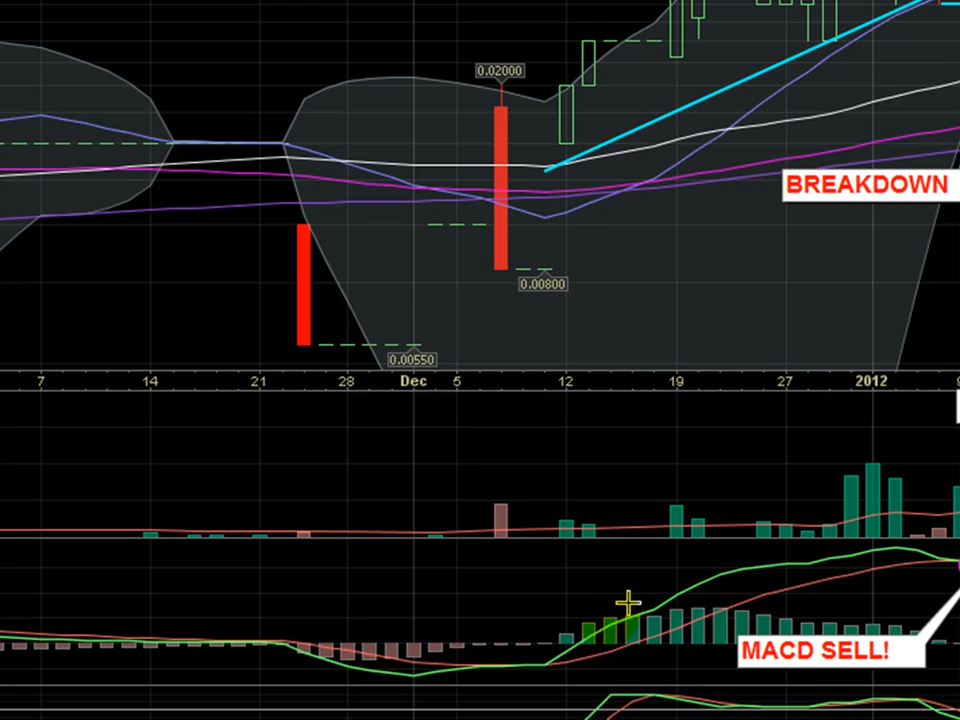 0.02000
BREAKDOWN
0.00800
0.00550
7 14 21 28 Dec 5 12 19 27 2012
MACD SELL!